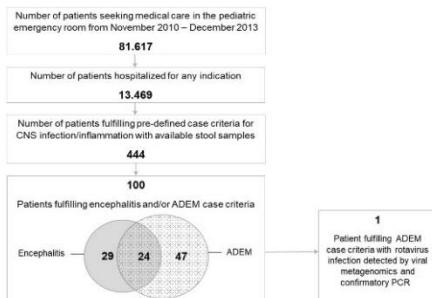 Number of patients seeking medical care in the pediatric
emergency room from November 2010 – December 2013
81.617
Number of patients hospitalized for any indication
13.469
Number of patients fulfilling pre-defined case criteria for
CNS infection/inflammation with available stool samples
444
100
Patients fulfilling encephalitis and/or ADEM case criteria
Encephalitis
29
24
47
ADEM
1
Patient fulfilling ADEM
case criteria with rotavirus
infection detected by viral
metagenomics and
confirmatory PCR